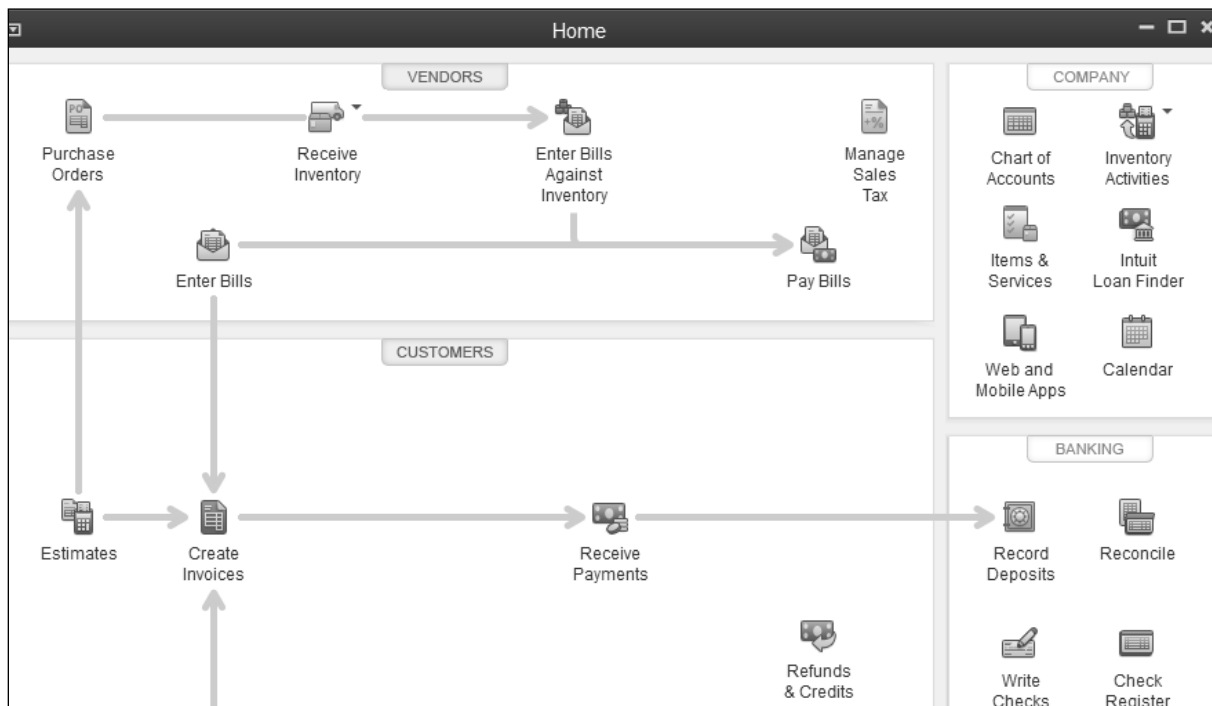 Home
VENDORS
PO
Purchase
Orders
Receive
Inventory
Enter Bills
Against
Inventory
+%
Manage
Sales
Tax
Enter Bills
Pay Bills
CUSTOMERS
Estimates
Create
Invoices
Receive
Payments
Refunds
& Credits
COMPANY
Chart of
Accounts
Inventory
Activities
Items &
Services
Intuit
Loan Finder
Web and
Mobile Apps
Calendar
BANKING
Record
Deposits
Reconcile
Write
Checks
Check
Register